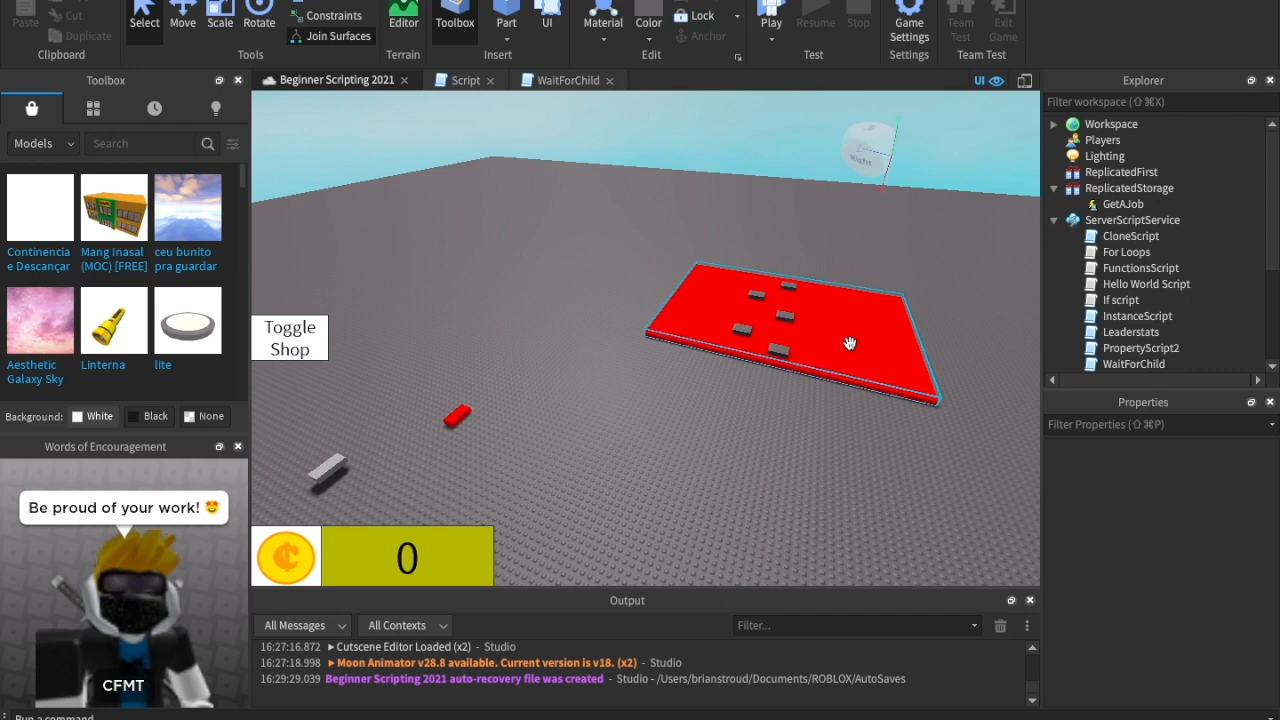 Paste
Cut
Duplicate
Clipboard
Select
Move
Scale
Rotate
Constraints
Join Surfaces
Tools
Editor
Terrain
Toolbox
Part
UI
Insert
Material
Color
Lock
Anchor
Edit
Play
Resume
Stop
Test
Game
Settings
Settings
Team
Test
Exit
Game
Team Test
Toolbox
Models
Search
Continencia
e Descançar
Mang Inasal
(MOC) [FREE]
ceu bunito
pra guardar
Aesthetic
Galaxy Sky
Linterna
lite
Background:
White
Black
None
Words of Encouragement
Be proud of your work! 🤩
CFMT
Beginner Scripting 2021
Script
WaitForChild
UI
Right
Toggle
Shop
¢
0
Output
All Messages
All Contexts
Filter...
16:27:16.872 ▶ Cutscene Editor Loaded (x2) - Studio
16:27:18.998 ▶ Moon Animator v28.8 available. Current version is v18. (x2) - Studio
16:29:29.039 Beginner Scripting 2021 auto-recovery file was created - Studio - /Users/brianstroud/Documents/ROBLOX/AutoSaves
Run a command
Explorer
Filter workspace (⇧⌘X)
Workspace
Players
Lighting
ReplicatedFirst
ReplicatedStorage
GetAJob
ServerScriptService
CloneScript
For Loops
FunctionsScript
Hello World Script
If script
InstanceScript
Leaderstats
PropertyScript2
WaitForChild
Properties
Filter Properties (⇧⌘P)